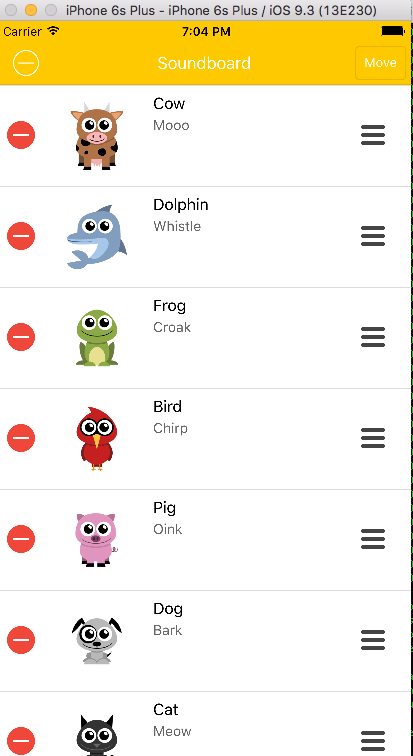 iPhone 6s Plus - iPhone 6s Plus / iOS 9.3 (13E230)
Carrier 7:04 PM
Soundboard Move
Cow
Mooo
Dolphin
Whistle
Frog
Croak
Bird
Chirp
Pig
Oink
Dog
Bark
Cat
Meow